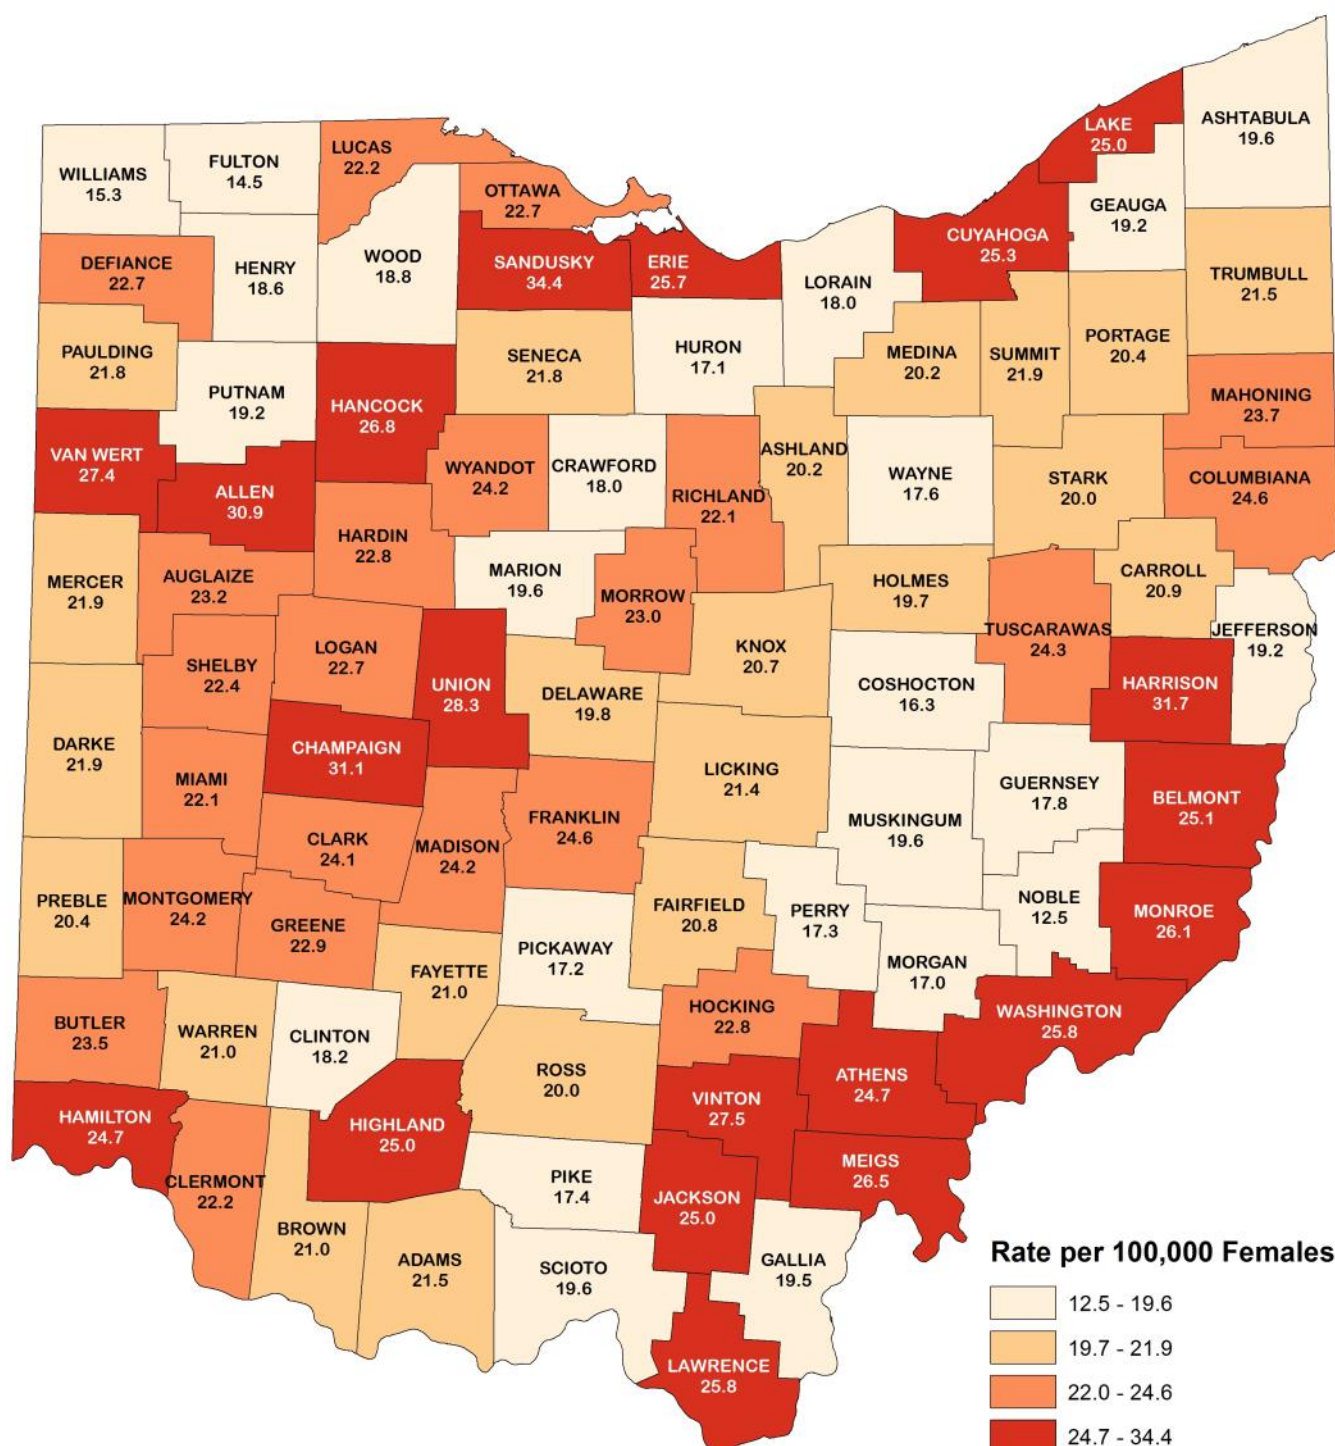 ASHTABULA
19.6
LAKE
25.0
LUCAS
22.2
FULTON
14.5
WILLIAMS
15.3
OTTAWA
22.7
GEAUGA
19.2
CUYAHOGA
25.3
WOOD
18.8
SANDUSKY
34.4
ERIE
25.7
DEFIANCE
22.7
HENRY
18.6
LORAIN
18.0
TRUMBULL
21.5
PAULDING
21.8
SENECA
21.8
HURON
17.1
MEDINA
20.2
SUMMIT
21.9
PORTAGE
20.4
PUTNAM
19.2
HANCOCK
26.8
MAHONING
23.7
VAN WERT
27.4
ALLEN
30.9
WYANDOT
24.2
CRAWFORD
18.0
RICHLAND
22.1
ASHLAND
20.2
WAYNE
17.6
STARK
20.0
COLUMBIANA
24.6
HARDIN
22.8
MERCER
21.9
AUGLAIZE
23.2
MARION
19.6
MORROW
23.0
HOLMES
19.7
CARROLL
20.9
TUSCARAWAS
24.3
JEFFERSON
19.2
SHELBY
22.4
LOGAN
22.7
UNION
28.3
DELAWARE
19.8
KNOX
20.7
COSHOCTON
16.3
HARRISON
31.7
DARKE
21.9
CHAMPAIGN
31.1
MIAMI
22.1
LICKING
21.4
GUERNSEY
17.8
BELMONT
25.1
CLARK
24.1
MADISON
24.2
FRANKLIN
24.6
MUSKINGUM
19.6
PREBLE
20.4
MONTGOMERY
24.2
GREENE
22.9
FAIRFIELD
20.8
PERRY
17.3
NOBLE
12.5
MONROE
26.1
PICKAWAY
17.2
FAYETTE
21.0
MORGAN
17.0
BUTLER
23.5
WARREN
21.0
CLINTON
18.2
HOCKING
22.8
WASHINGTON
25.8
ROSS
20.0
ATHENS
24.7
VINTON
27.5
HAMILTON
24.7
HIGHLAND
25.0
CLERMONT
22.2
PIKE
17.4
JACKSON
25.0
MEIGS
26.5
BROWN
21.0
ADAMS
21.5
SCIOTO
19.6
GALLIA
19.5
LAWRENCE
25.8
Rate per 100,000 Females
12.5 - 19.6
19.7 - 21.9
22.0 - 24.6
24.7 - 34.4